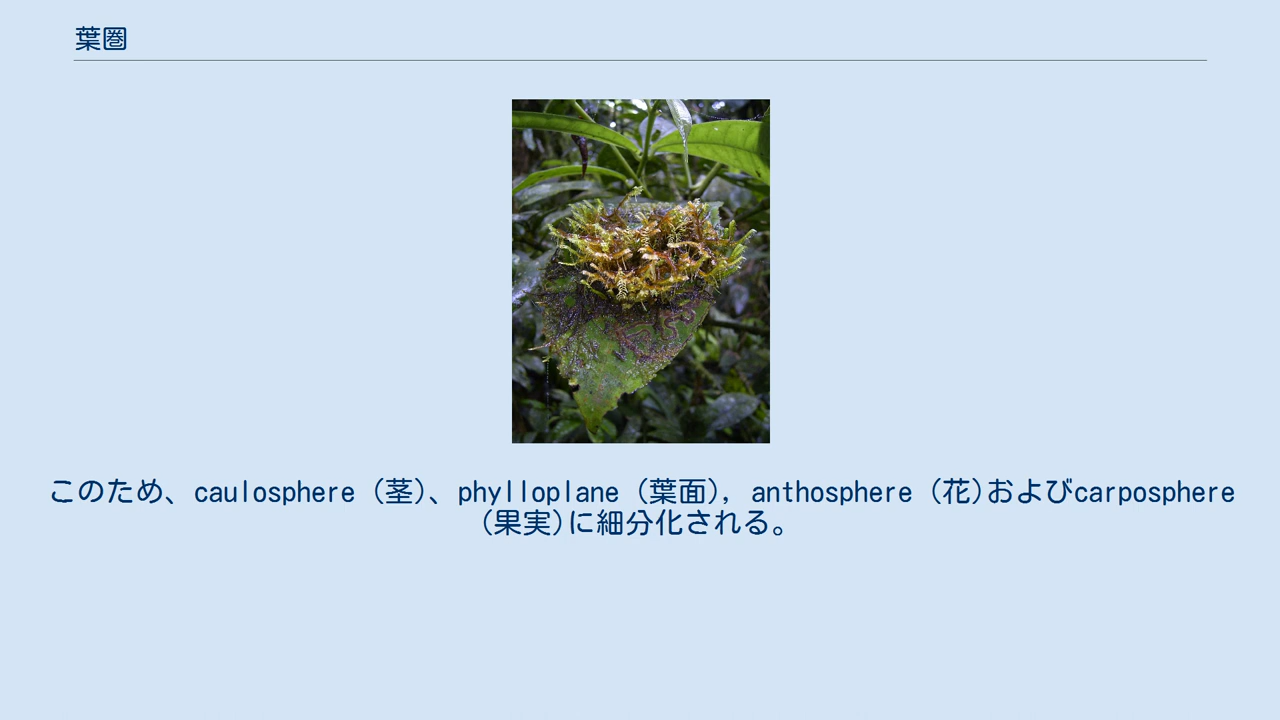 葉圏
このため、caulosphere (茎)、phylloplane (葉面), anthosphere (花)およびcarposphere
(果実)に細分化される。